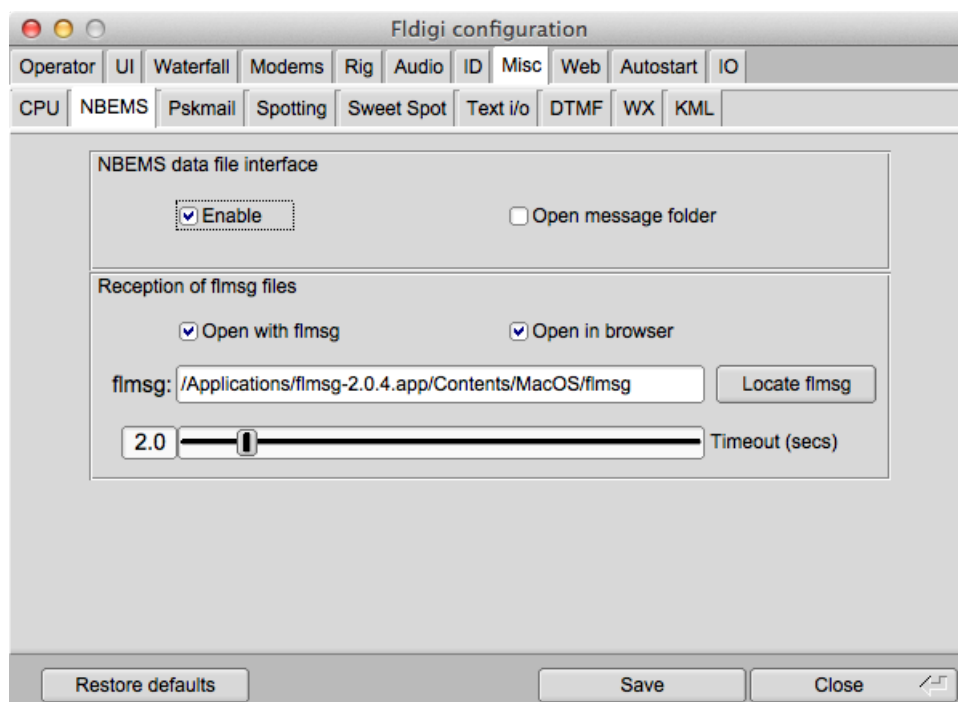 Fldigi configuration
Operator UI Waterfall Modems Rig Audio ID Misc Web Autostart IO
CPU NBEMS Pskmail Spotting Sweet Spot Text i/o DTMF WX KML
NBEMS data file interface
Enable Open message folder
Reception of flmsg files
Open with flmsg Open in browser
flmsg: /Applications/flmsg-2.0.4.app/Contents/MacOS/flmsg Locate flmsg
2.0 Timeout (secs)
Restore defaults Save Close